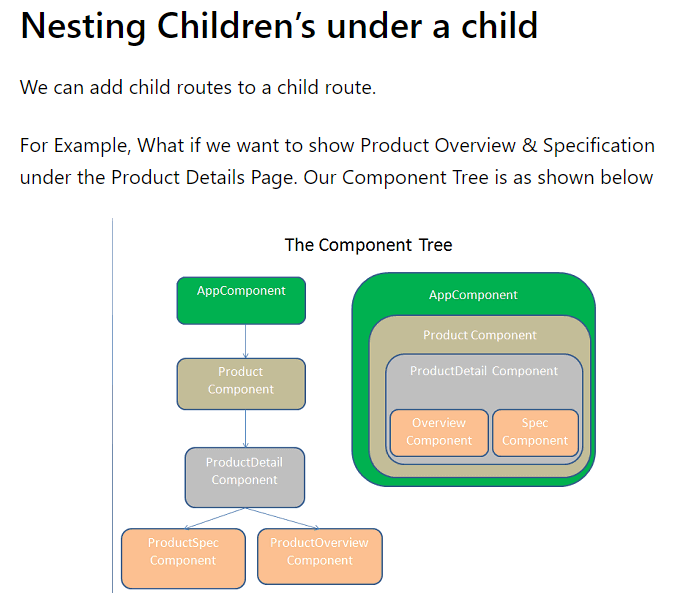 Nesting Children’s under a child
We can add child routes to a child route.
For Example, What if we want to show Product Overview & Specification
under the Product Details Page. Our Component Tree is as shown below
The Component Tree
AppComponent
Product
Component
ProductDetail
Component
ProductSpec
Component
ProductOverview
Component
AppComponent
Product Component
ProductDetail Component
Overview
Component
Spec
Component